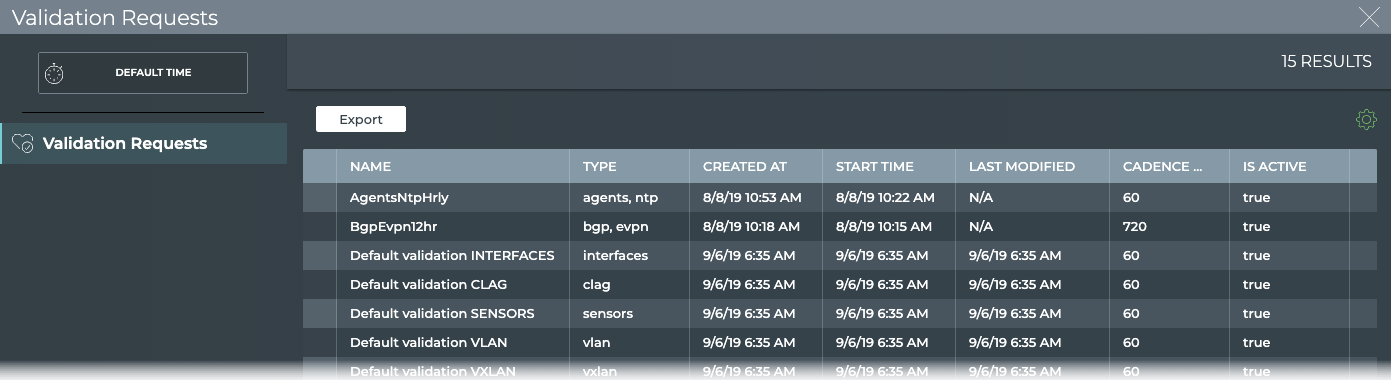 Validation Requests
DEFAULT TIME
15 RESULTS
Validation Requests
Export
NAME TYPE CREATED AT START TIME LAST MODIFIED CADENCE ... IS ACTIVE
AgentsNtpHrly agents, ntp 8/8/19 10:53 AM 8/8/19 10:22 AM N/A 60 true
BgpEvpn12hr bgp, evpn 8/8/19 10:18 AM 8/8/19 10:15 AM N/A 720 true
Default validation INTERFACES interfaces 9/6/19 6:35 AM 9/6/19 6:35 AM 9/6/19 6:35 AM 60 true
Default validation CLAG clag 9/6/19 6:35 AM 9/6/19 6:35 AM 9/6/19 6:35 AM 60 true
Default validation SENSORS sensors 9/6/19 6:35 AM 9/6/19 6:35 AM 9/6/19 6:35 AM 60 true
Default validation VLAN vlan 9/6/19 6:35 AM 9/6/19 6:35 AM 9/6/19 6:35 AM 60 true
Default validation VXLAN vxlan 9/6/19 6:35 AM 9/6/19 6:35 AM 9/6/19 6:35 AM 60 true